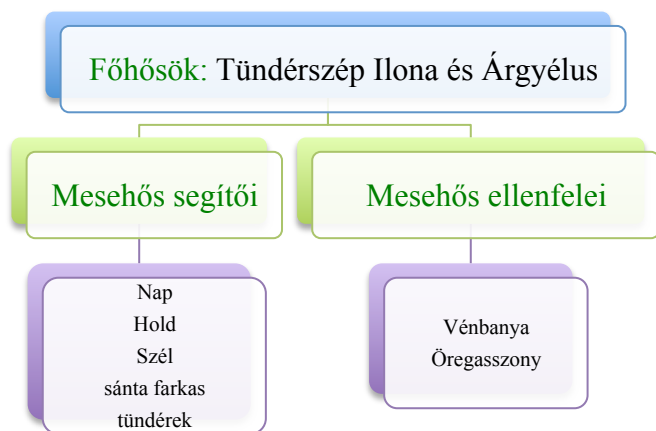 Főhősök: Tündérszép Ilona és Árgyélus
Mesehős segítői
Mesehős ellenfelei
Nap
Hold
Szél
sánta farkas
tündérek
Vénbanya
Öregasszony